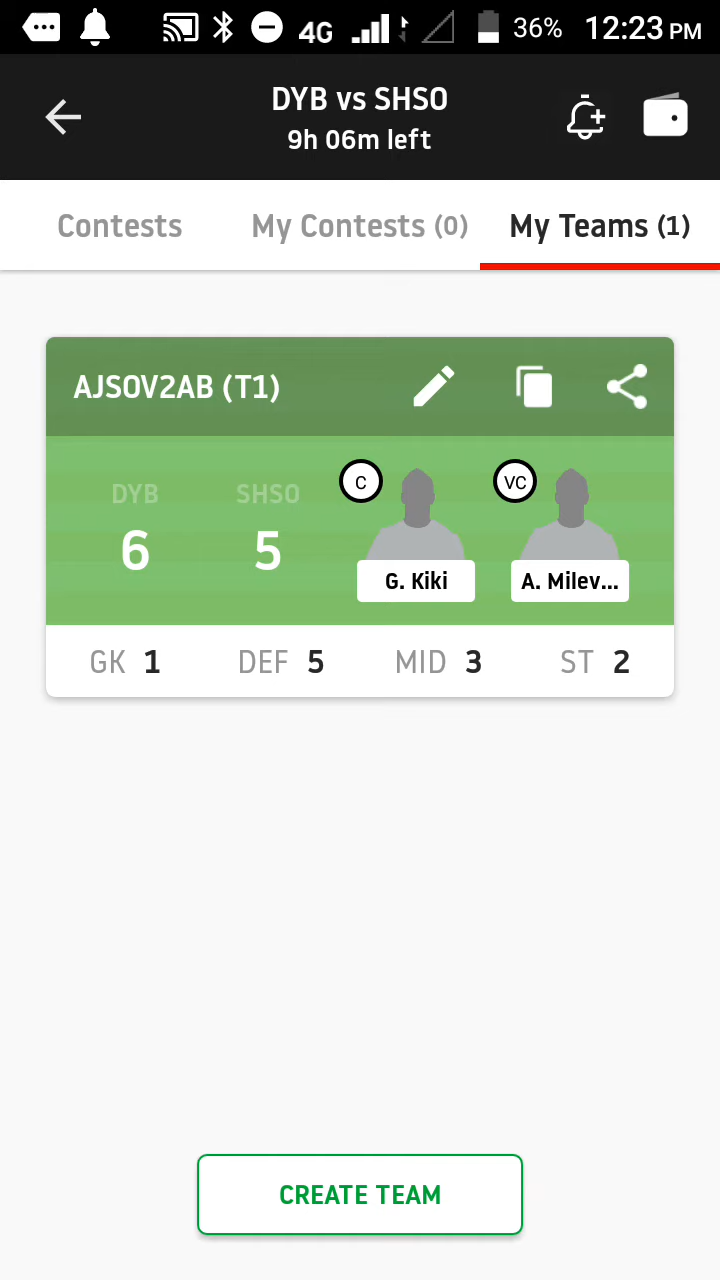 4G 36% 12:23 PM
DYB vs SHSO
9h 06m left
Contests My Contests (0) My Teams (1)
AJSOV2AB (T1)
DYB SHSO C VC
6 5
G. Kiki A. Milev...
GK 1 DEF 5 MID 3 ST 2
CREATE TEAM